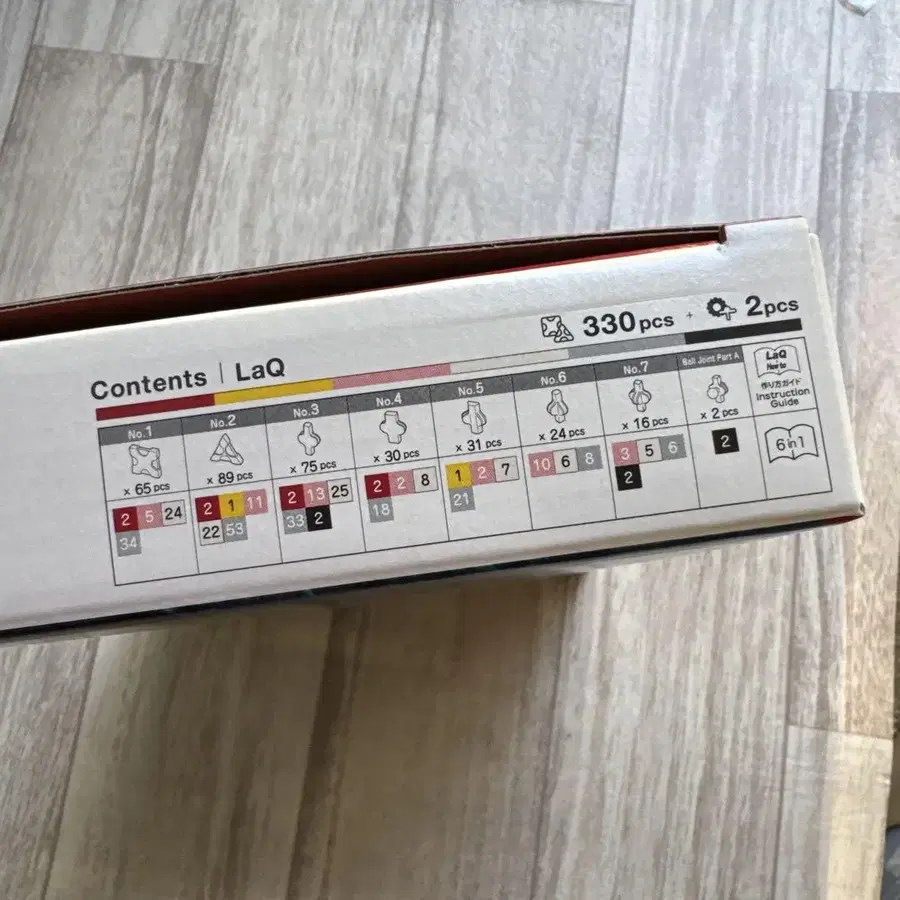 330 pcs + 2pcs
Contents | LaQ
No.1 No.2 No.3 No.4 No.5 No.6 No.7 Ball Joint Part A
x 65 pcs x 89 pcs x 75 pcs x 30 pcs x 31 pcs x 24 pcs x 16 pcs x 2 pcs
LaQ
How to
作り方ガイド
Instruction
Guide
2 5 24
34
2 1 11
22 53
2 13 25
33 2
2 2 8
18
1 2 7
21
10 6 8
3 5 6
2
2
6 in 1